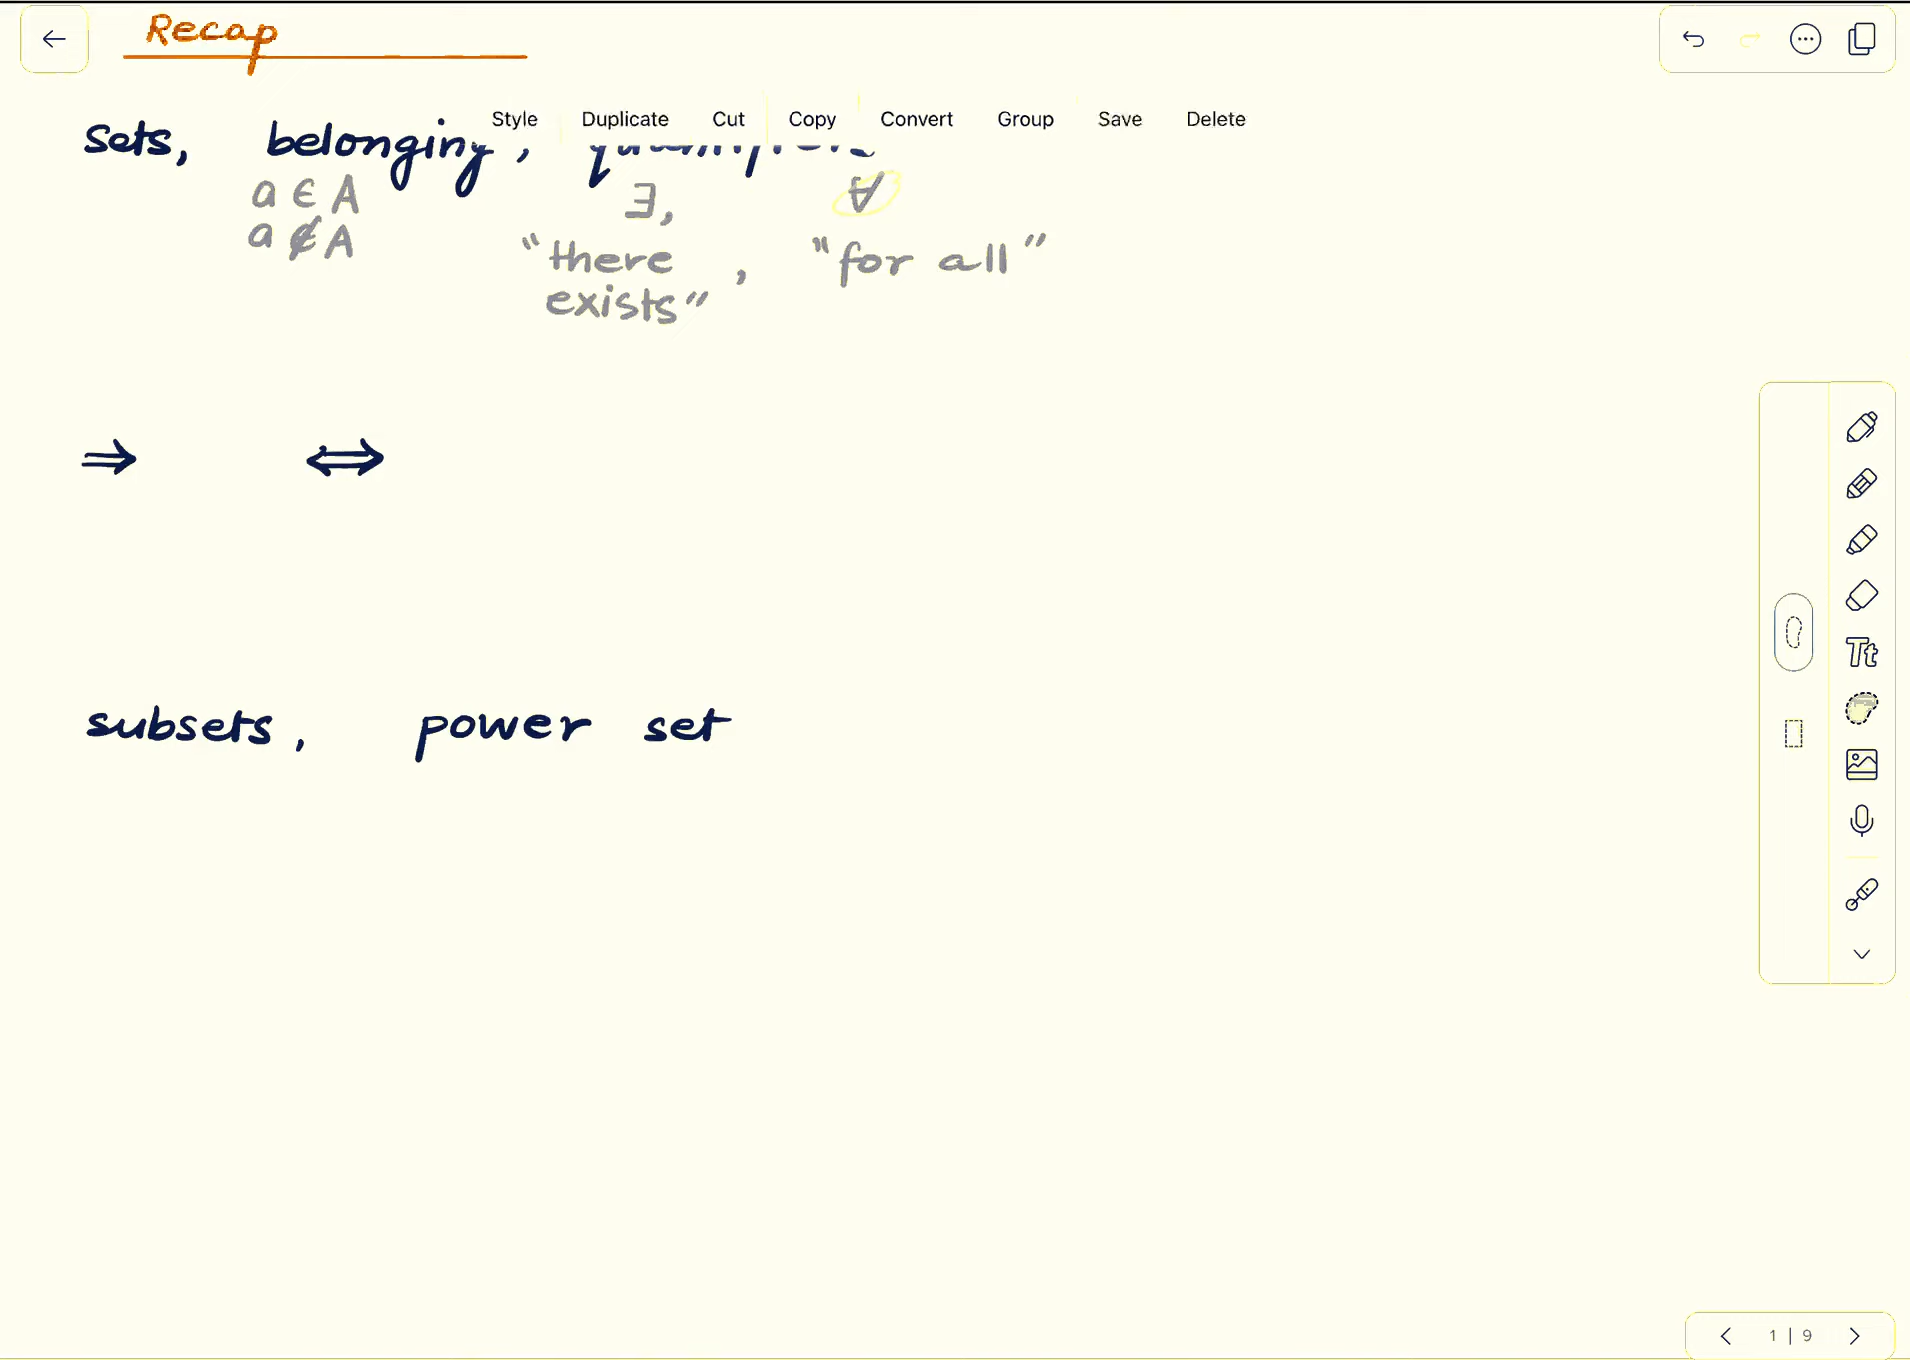 Recap
Style Duplicate Cut Copy Convert Group Save Delete
sets, belonging,
a ∈ A ∃, ∀
a ∉ A
"there , "for all"
exists"
⇒ ⇔
Tt
subsets, power set
1 | 9